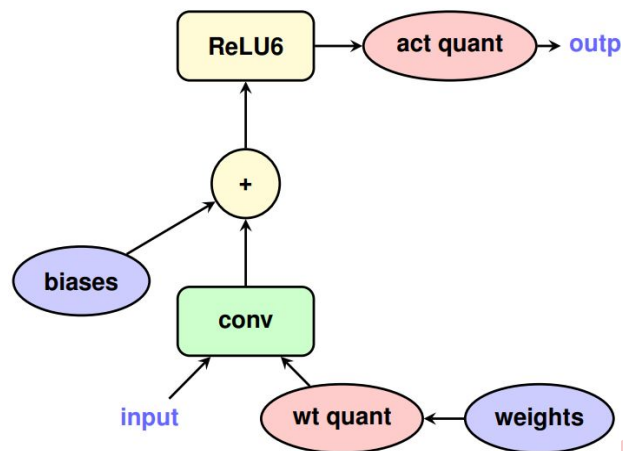 ReLU6
act quant
outp
+
biases
conv
input
wt quant
weights